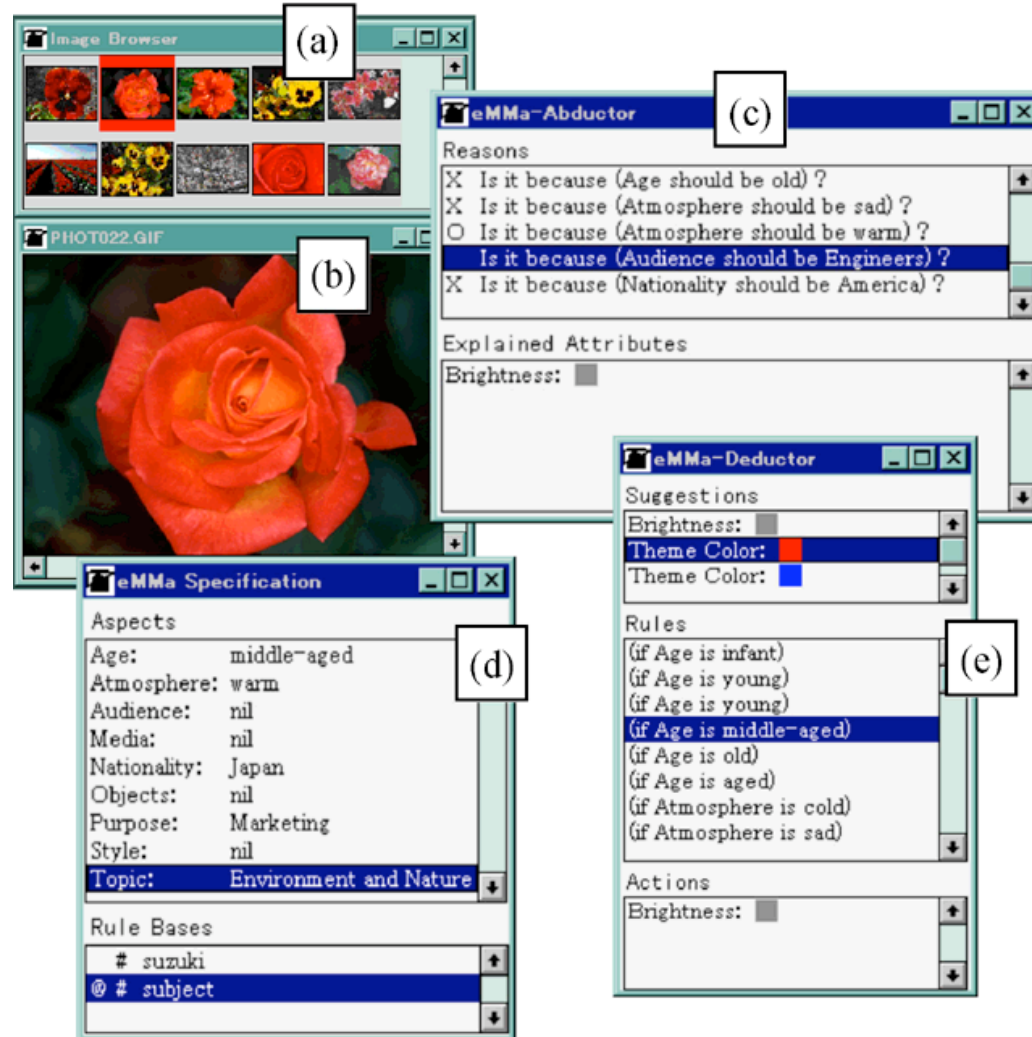 Image Browser
(a)
PHOT022.GIF
(b)
eMMa-Abductor
(c)
Reasons
X Is it because (Age should be old) ?
X Is it because (Atmosphere should be sad) ?
O Is it because (Atmosphere should be warm) ?
Is it because (Audience should be Engineers) ?
X Is it because (Nationality should be America) ?
Explained Attributes
Brightness:
eMMa Specification
(d)
Aspects
Age: middle-aged
Atmosphere: warm
Audience: nil
Media: nil
Nationality: Japan
Objects: nil
Purpose: Marketing
Style: nil
Topic: Environment and Nature
Rule Bases
# suzuki
@ # subject
eMMa-Deductor
(e)
Suggestions
Brightness:
Theme Color:
Theme Color:
Rules
(if Age is infant)
(if Age is young)
(if Age is young)
(if Age is middle-aged)
(if Age is old)
(if Age is aged)
(if Atmosphere is cold)
(if Atmosphere is sad)
Actions
Brightness: